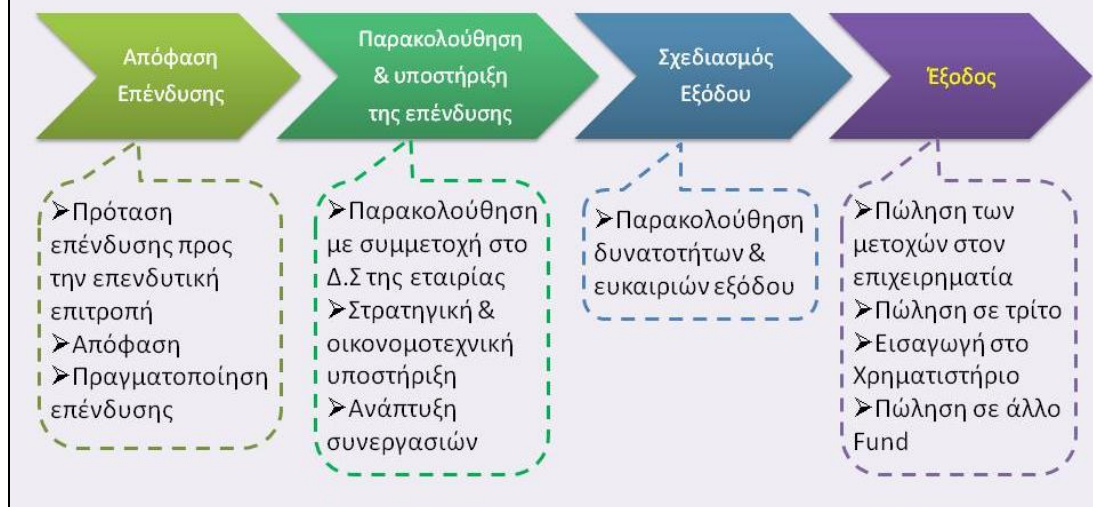 Απόφαση
Επένδυσης
Παρακολούθηση
& υποστήριξη
της επένδυσης
Σχεδιασμός
Εξόδου
Έξοδος
➢Πρόταση
επένδυσης προς
την επενδυτική
επιτροπή
➢Απόφαση
➢Πραγματοποίηση
επένδυσης
➢Παρακολούθηση
με συμμετοχή στο
Δ.Σ της εταιρίας
➢Στρατηγική &
οικονομοτεχνική
υποστήριξη
➢Ανάπτυξη
συνεργασιών
➢Παρακολούθηση
δυνατοτήτων &
ευκαιριών εξόδου
➢Πώληση των
μετοχών στον
επιχειρηματία
➢Πώληση σε τρίτο
➢Εισαγωγή στο
Χρηματιστήριο
➢Πώληση σε άλλο
Fund